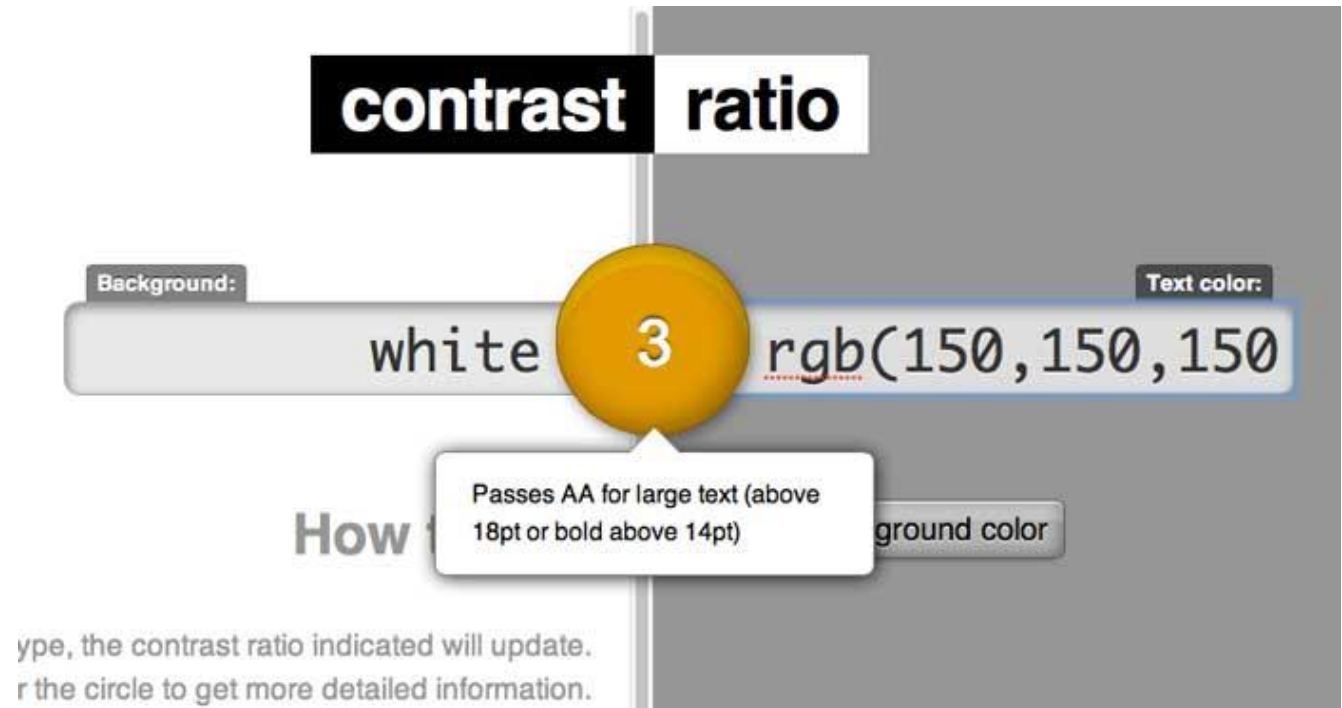 contrast ratio
Background:
Text color:
white
3
rgb(150,150,150
Passes AA for large text (above
18pt or bold above 14pt)
How
ground color
ype, the contrast ratio indicated will update.
r the circle to get more detailed information.